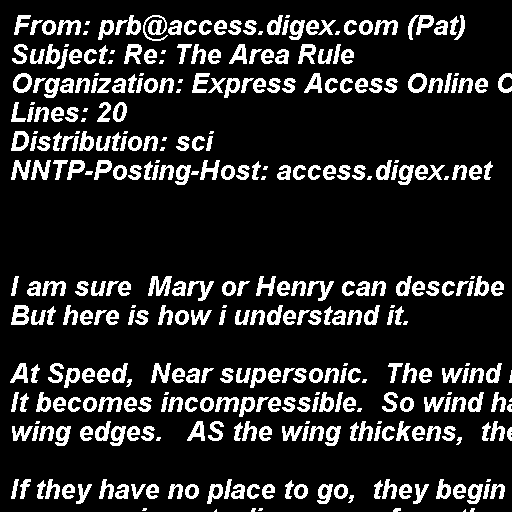 From: prb@access.digex.com (Pat)
Subject: Re: The Area Rule
Organization: Express Access Online
Lines: 20
Distribution: sci
NNTP-Posting-Host: access.digex.net
I am sure  Mary or Henry can describe
But here is how i understand it.
At Speed,  Near supersonic.  The wind
It becomes incompressible.  So wind
wing edges.   AS the wing thickens,
If they have no place to go,  they begin